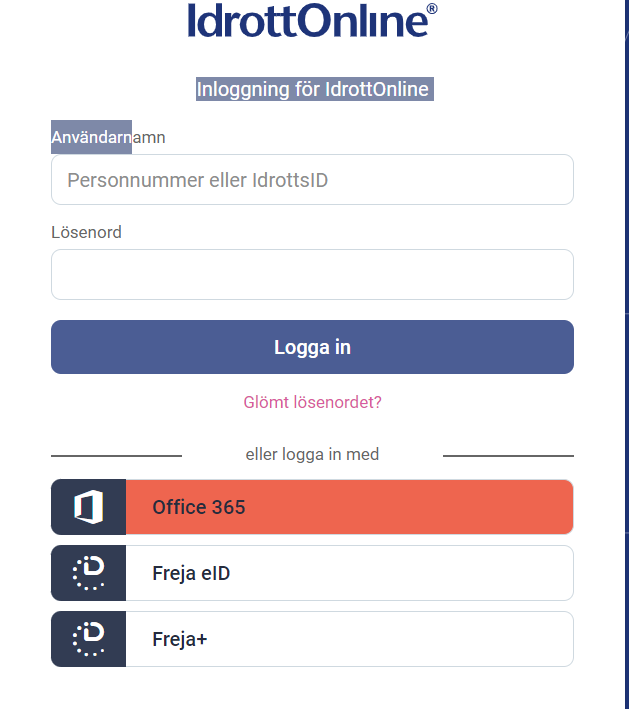 IdrottOnline®
Inloggning för IdrottOnline
Användarnamn
Personnummer eller IdrottsID
Lösenord
Logga in
Glömt lösenordet?
eller logga in med
Office 365
Freja eID
Freja+